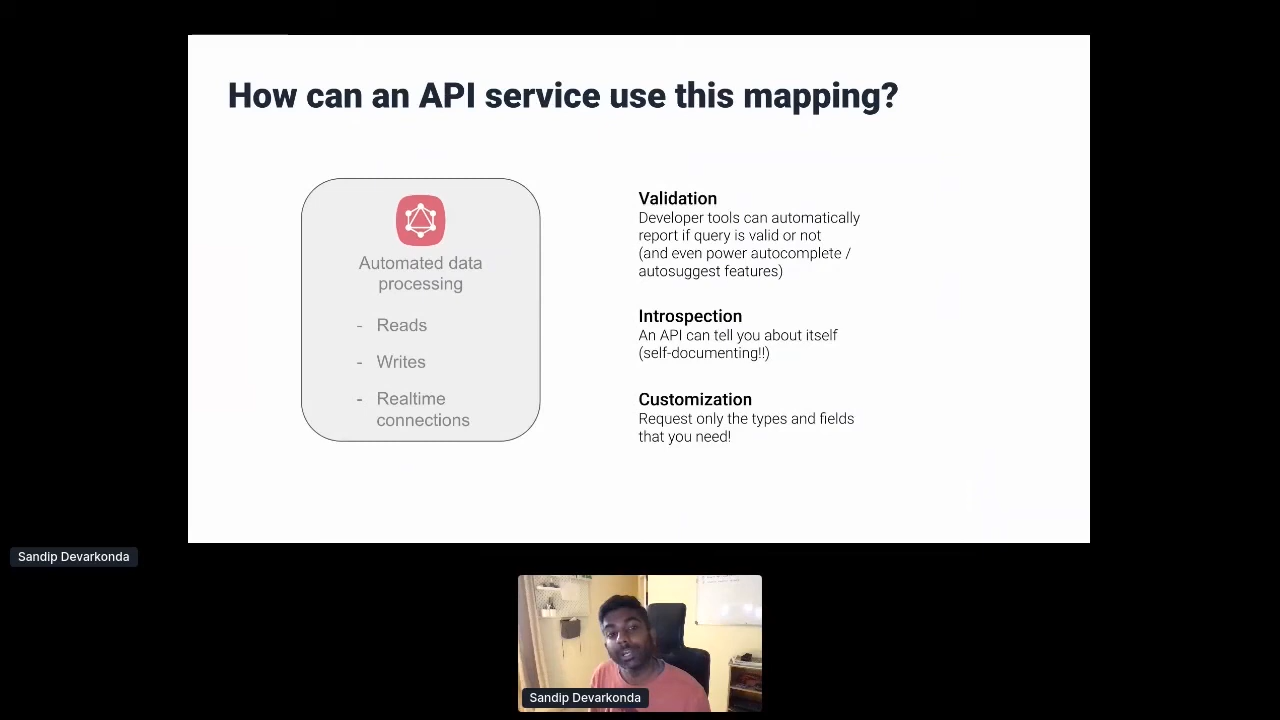 How can an API service use this mapping?
Automated data
processing
- Reads
- Writes
- Realtime
connections
Validation
Developer tools can automatically
report if query is valid or not
(and even power autocomplete /
autosuggest features)
Introspection
An API can tell you about itself
(self-documenting!!)
Customization
Request only the types and fields
that you need!
Sandip Devarkonda
Sandip Devarkonda